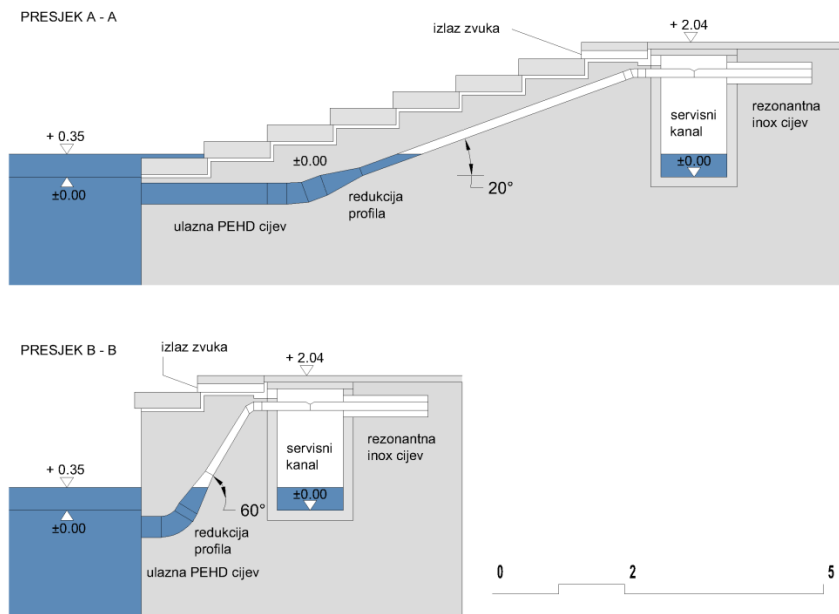 PRESJEK A - A
izlaz zvuka
+ 2.04
servisni
kanal
rezonantna
inox cijev
+ 0.35
±0.00
±0.00
±0.00
20°
redukcija
profila
ulazna PEHD cijev
PRESJEK B - B
izlaz zvuka
+ 2.04
servisni
kanal
rezonantna
inox cijev
+ 0.35
±0.00
±0.00
60°
redukcija
profila
ulazna PEHD cijev
0 2 5